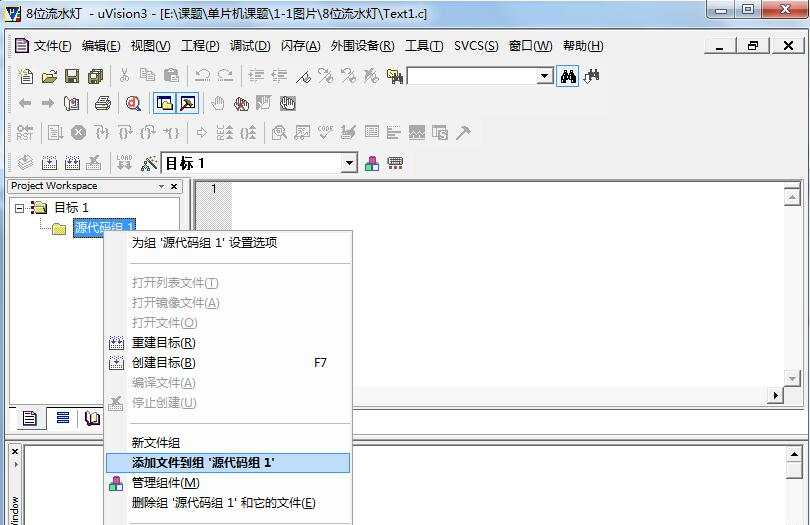 8位流水灯 - uVision3 - [E:\课题\单片机课题\1-1图片\8位流水灯\Text1.c]
文件(F) 编辑(E) 视图(V) 工程(P) 调试(D) 闪存(A) 外围设备(R) 工具(T) SVCS(S) 窗口(W) 帮助(H)
RST {} CODE
LOAD 目标 1
Project Workspace
1
目标 1
源代码组 1
为组 '源代码组 1' 设置选项
打开列表文件(T)
打开镜像文件(A)
打开文件(O)
重建目标(R)
创建目标(B) F7
编译文件(A)
停止创建(U)
新文件组
添加文件到组 '源代码组 1'
管理组件(M)
删除组 '源代码组 1' 和它的文件(E)
indow